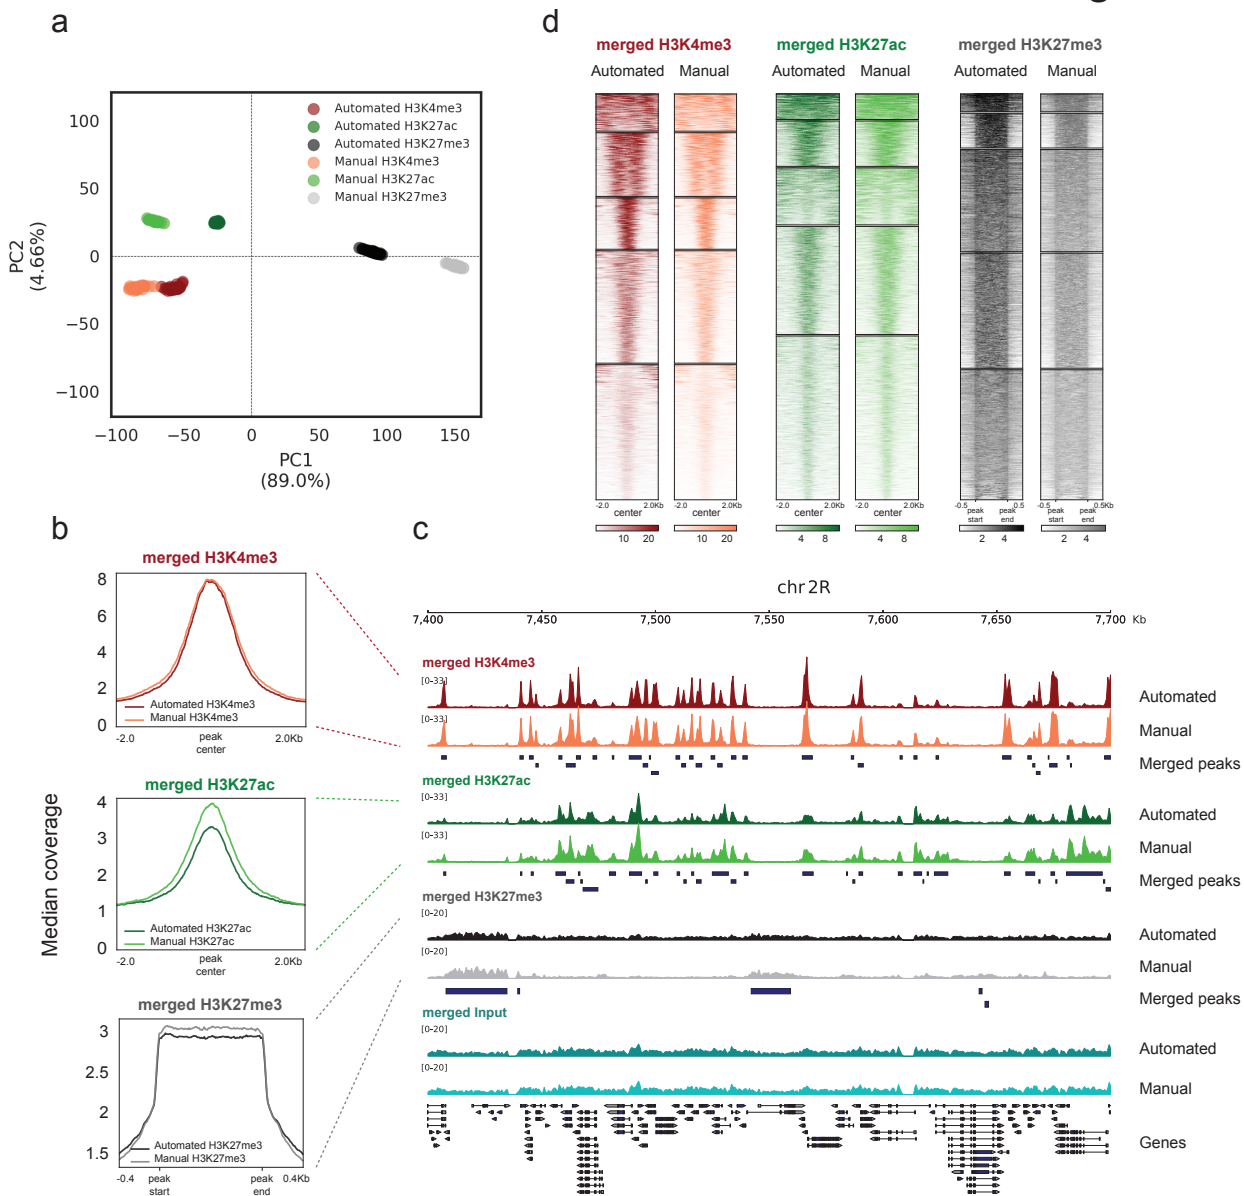 a
100
50
0
−50
−100
PC2
(4.66%)
Automated H3K4me3
Automated H3K27ac
Automated H3K27me3
Manual H3K4me3
Manual H3K27ac
Manual H3K27me3
−100 −50 0 50 100 150
PC1
(89.0%)
d
merged H3K4me3 merged H3K27ac merged H3K27me3
Automated Manual Automated Manual Automated Manual
-2.0 2.0Kb -2.0 2.0Kb -2.0 2.0Kb -2.0 2.0Kb -0.5 0.5 -0.5 0.5Kb
center center center center peak start peak end peak start peak end
10 20 10 20 4 8 4 8 2 4 2 4
b
Median coverage
merged H3K4me3
8
6
4
2
0
Automated H3K4me3
Manual H3K4me3
-2.0 peak 2.0Kb
center
merged H3K27ac
4
3
2
1
0
Automated H3K27ac
Manual H3K27ac
-2.0 peak 2.0Kb
center
merged H3K27me3
3
2.5
2
1.5
Automated H3K27me3
Manual H3K27me3
-0.4 peak peak 0.4Kb
start end
c
chr2R
7,400 7,450 7,500 7,550 7,600 7,650 7,700 Kb
merged H3K4me3
[0-33]
Automated
[0-33]
Manual
Merged peaks
merged H3K27ac
[0-33]
Automated
[0-33]
Manual
Merged peaks
merged H3K27me3
[0-20]
Automated
[0-20]
Manual
Merged peaks
merged Input
[0-20]
Automated
[0-20]
Manual
Genes